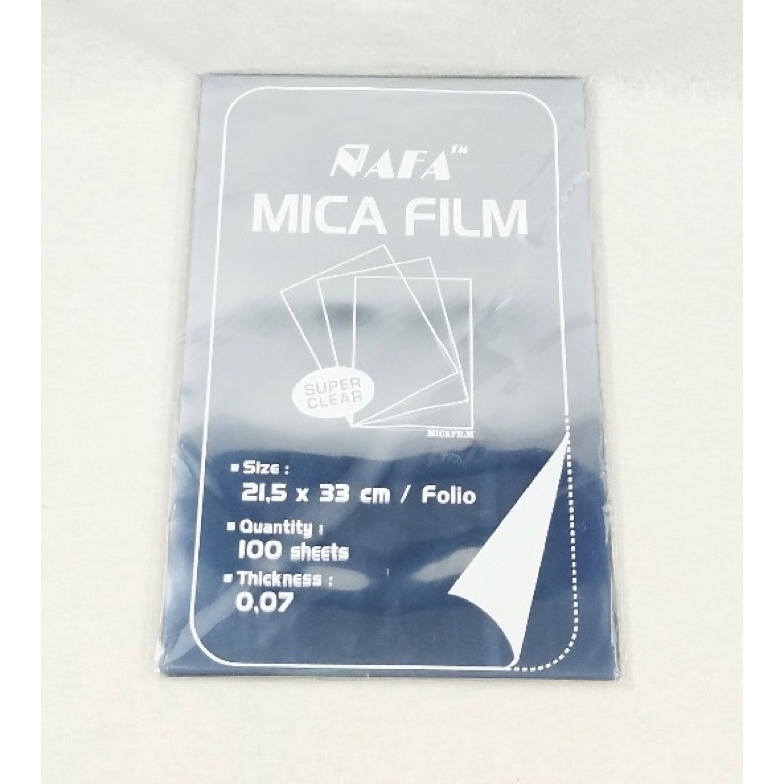 NAFA™
MICA FILM
SUPER
CLEAR
MICAFILM
▪ Size :
21,5 x 33 cm / Folio
▪ Quantity :
100 sheets
▪ Thickness :
0,07